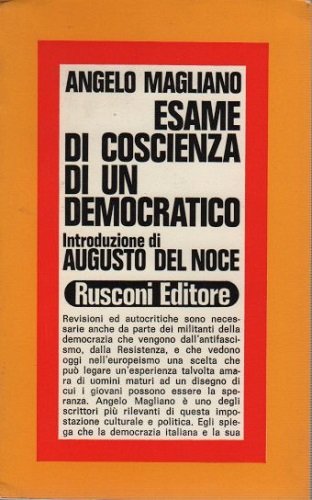 ANGELO MAGLIANO
ESAME
DI COSCIENZA
DI UN
DEMOCRATICO
Introduzione di
AUGUSTO DEL NOCE
Rusconi Editore
Revisioni ed autocritiche sono neces-
sarie anche da parte dei militanti della
democrazia che vengono dall'antifascis-
mo, dalla Resistenza, e che vedono
oggi nell'europeismo una scelta che
può legare un'esperienza talvolta ama-
ra di uomini maturi ad un disegno di
cui i giovani possono essere la spe-
ranza. Angelo Magliano è uno degli
scrittori più rilevanti di questa impo-
stazione culturale e politica. Egli spie-
ga che la democrazia italiana e la sua